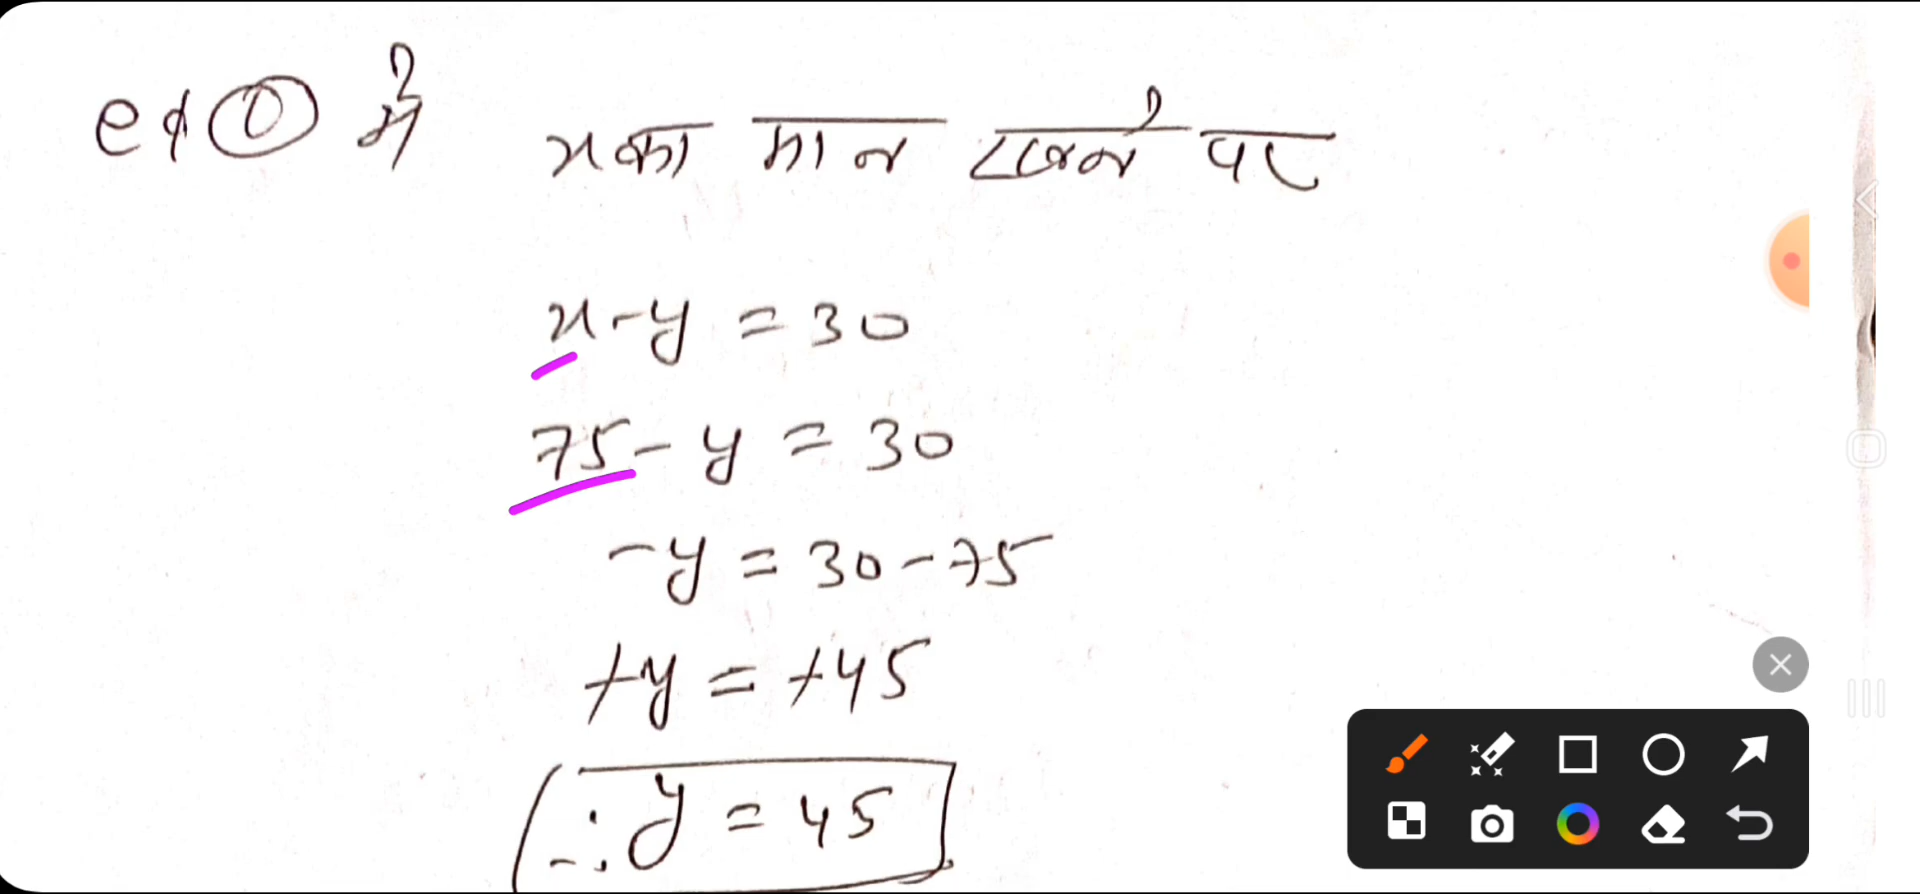 eq ① में x का मान रखने पर
x - y = 30
75 - y = 30
-y = 30 - 75
+y = +45
∴ y = 45